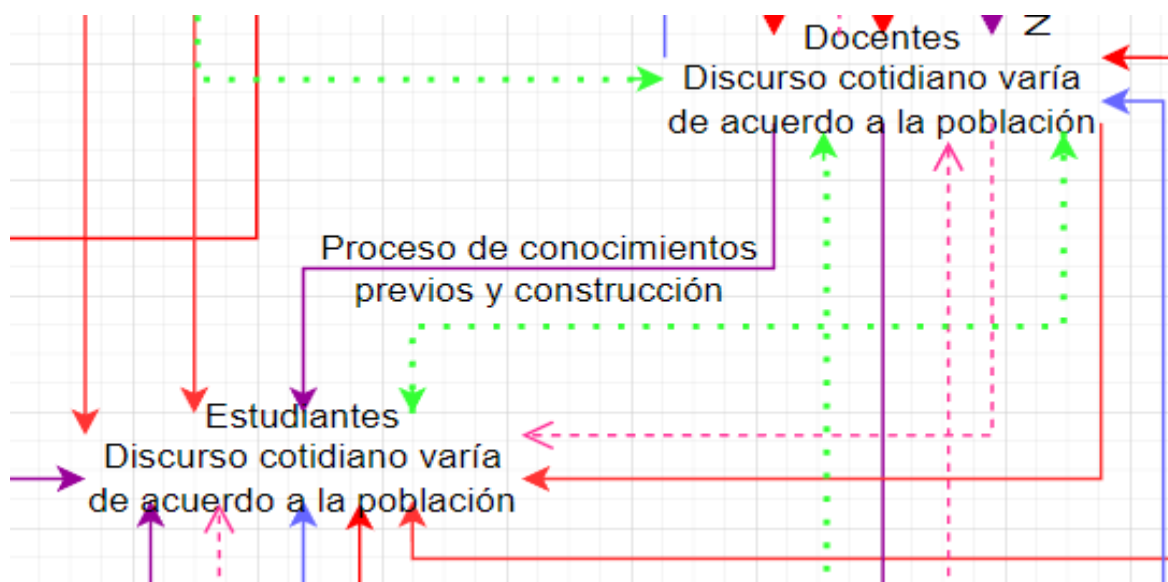 N
Docentes
Discurso cotidiano varía
de acuerdo a la población
Proceso de conocimientos
previos y construcción
Estudiantes
Discurso cotidiano varía
de acuerdo a la población